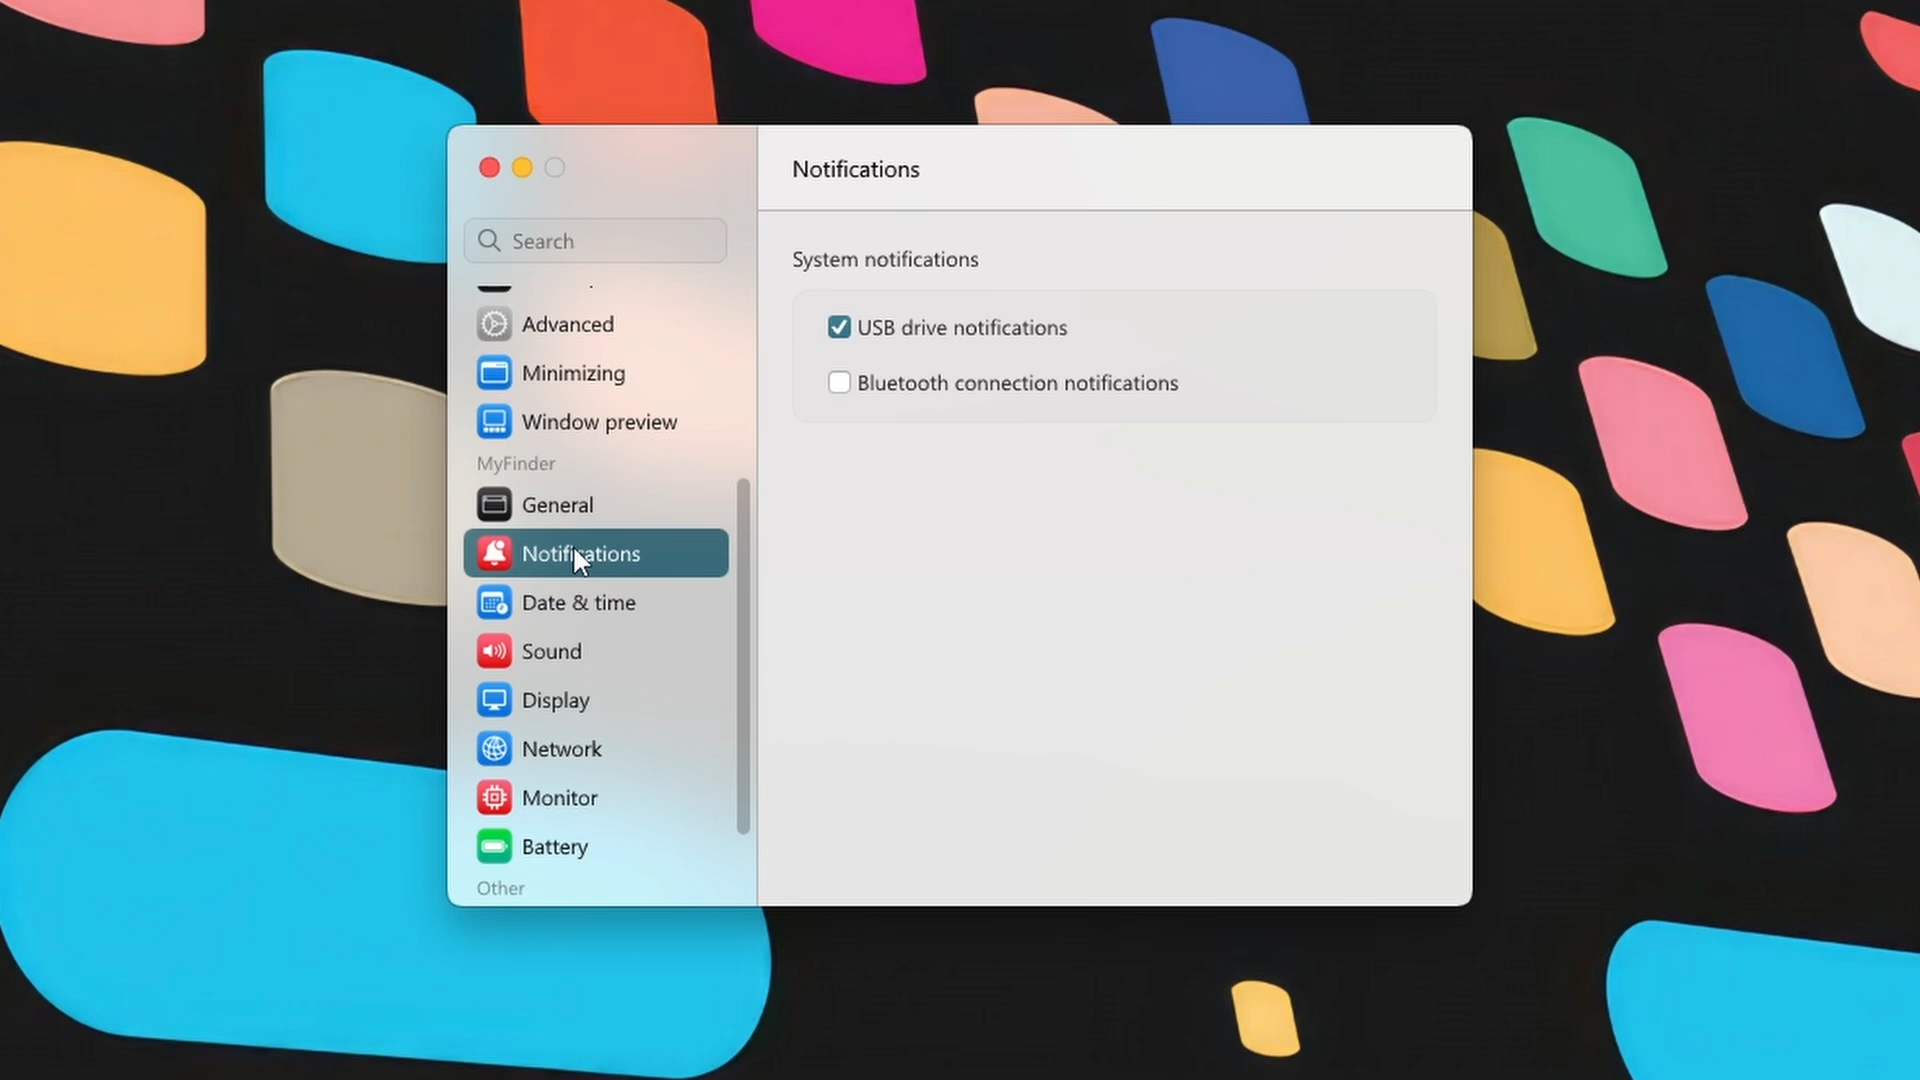 Notifications
Search
Advanced
Minimizing
Window preview
MyFinder
General
Notifications
Date & time
Sound
Display
Network
Monitor
Battery
Other
System notifications
USB drive notifications
Bluetooth connection notifications